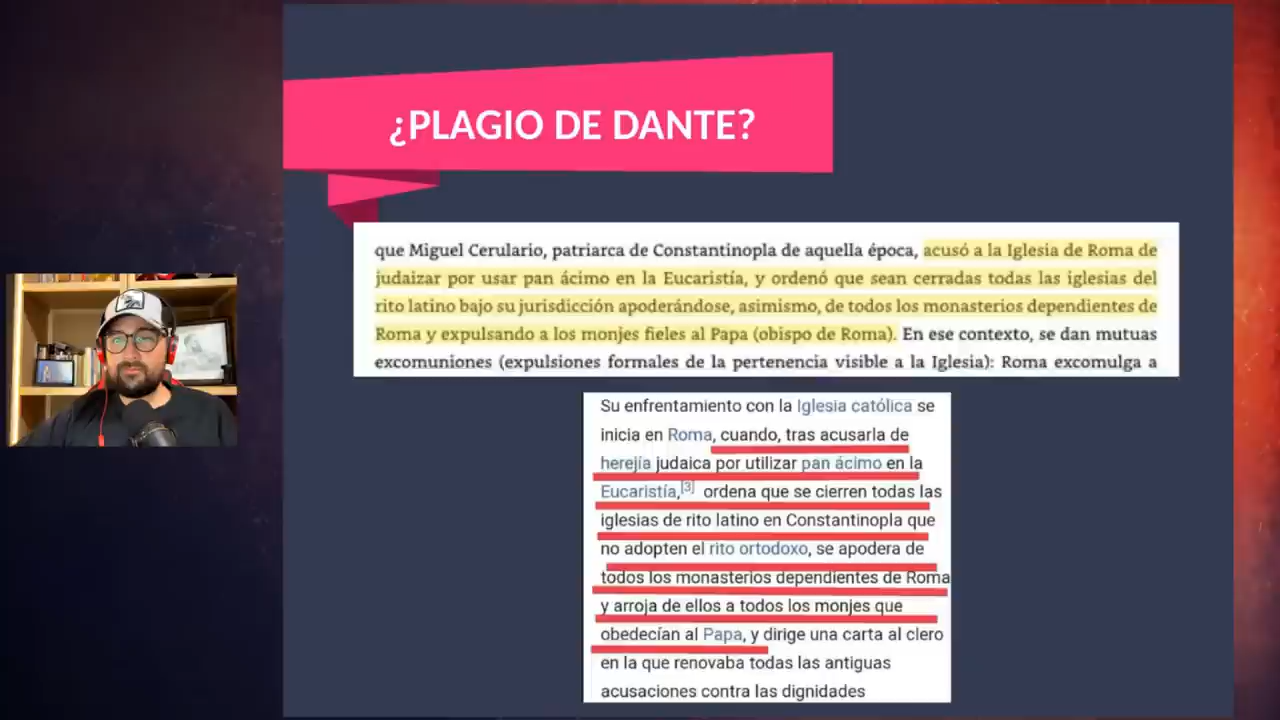 ¿PLAGIO DE DANTE?
que Miguel Cerulario, patriarca de Constantinopla de aquella época, acusó a la Iglesia de Roma de
judaizar por usar pan ácimo en la Eucaristía, y ordenó que sean cerradas todas las iglesias del
rito latino bajo su jurisdicción apoderándose, asimismo, de todos los monasterios dependientes de
Roma y expulsando a los monjes fieles al Papa (obispo de Roma). En ese contexto, se dan mutuas
excomuniones (expulsiones formales de la pertenencia visible a la Iglesia): Roma excomulga a
Su enfrentamiento con la Iglesia católica se
inicia en Roma, cuando, tras acusarla de
herejía judaica por utilizar pan ácimo en la
Eucaristía,[3] ordena que se cierren todas las
iglesias de rito latino en Constantinopla que
no adopten el rito ortodoxo, se apodera de
todos los monasterios dependientes de Roma
y arroja de ellos a todos los monjes que
obedecían al Papa, y dirige una carta al clero
en la que renovaba todas las antiguas
acusaciones contra las dignidades